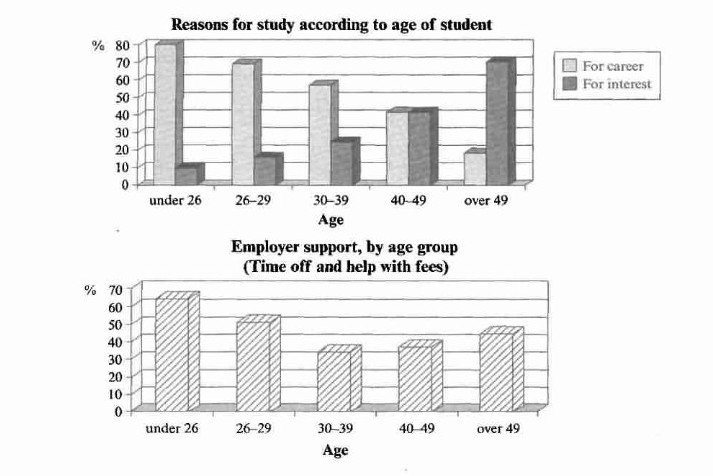 Reasons for study according to age of student
%
80
70
60
50
40
30
20
10
0
under 26 26–29 30–39 40–49 over 49
Age
For career
For interest
Employer support, by age group
(Time off and help with fees)
%
70
60
50
40
30
20
10
0
under 26 26–29 30–39 40–49 over 49
Age